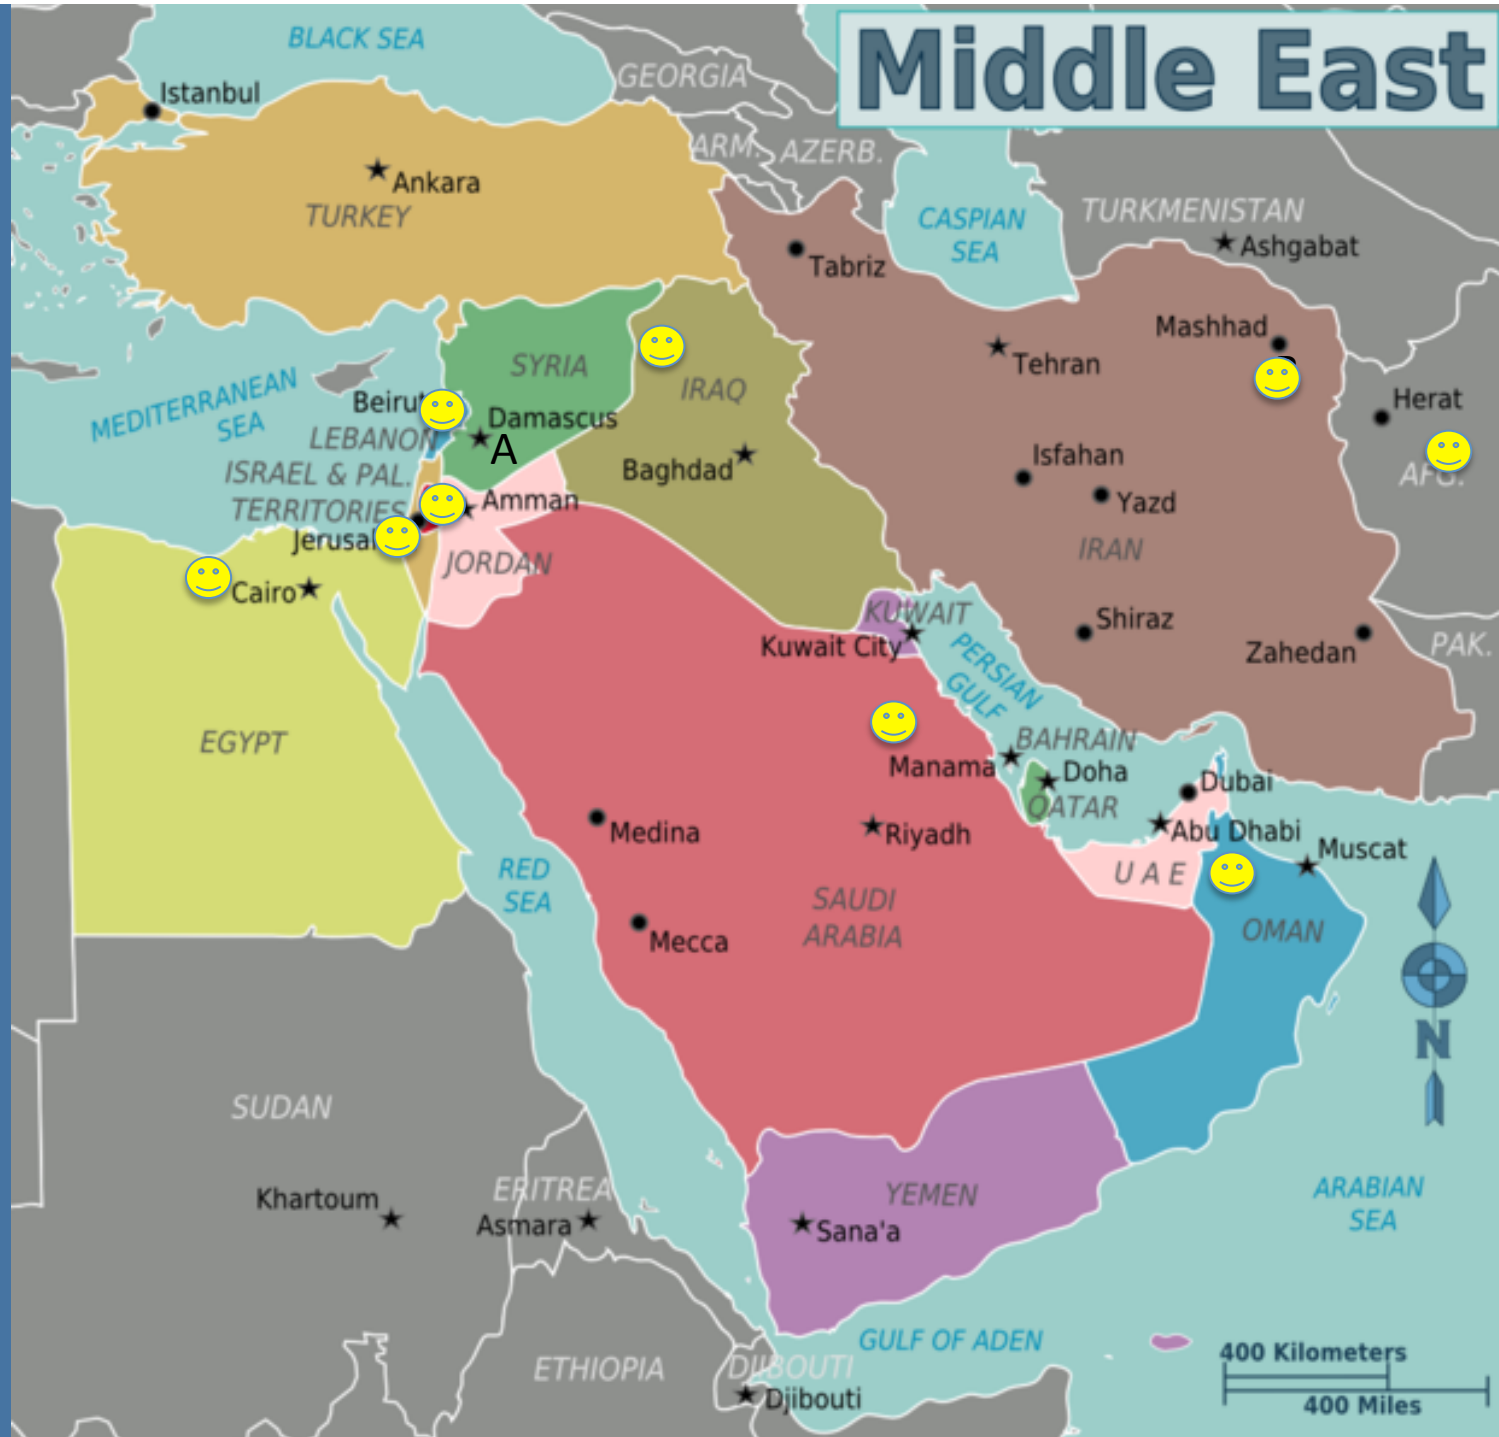 Middle East
BLACK SEA
GEORGIA
Istanbul
ARM.
AZERB.
Ankara
TURKEY
CASPIAN
SEA
TURKMENISTAN
Ashgabat
Tabriz
Mashhad
Tehran
SYRIA
IRAQ
MEDITERRANEAN
SEA
Beirut
Damascus
A
Herat
LEBANON
Baghdad
Isfahan
AFG.
ISRAEL & PAL.
TERRITORIES
Amman
Yazd
Jerusal
JORDAN
IRAN
Cairo
KUWAIT
Kuwait City
Shiraz
Zahedan
PAK.
PERSIAN
GULF
EGYPT
BAHRAIN
Manama
Doha
QATAR
Dubai
Abu Dhabi
Medina
Riyadh
Muscat
RED
SEA
U A E
SAUDI
ARABIA
OMAN
Mecca
N
SUDAN
Khartoum
ERITREA
Asmara
YEMEN
Sana'a
ARABIAN
SEA
GULF OF ADEN
ETHIOPIA
DJIBOUTI
Djibouti
400 Kilometers
400 Miles